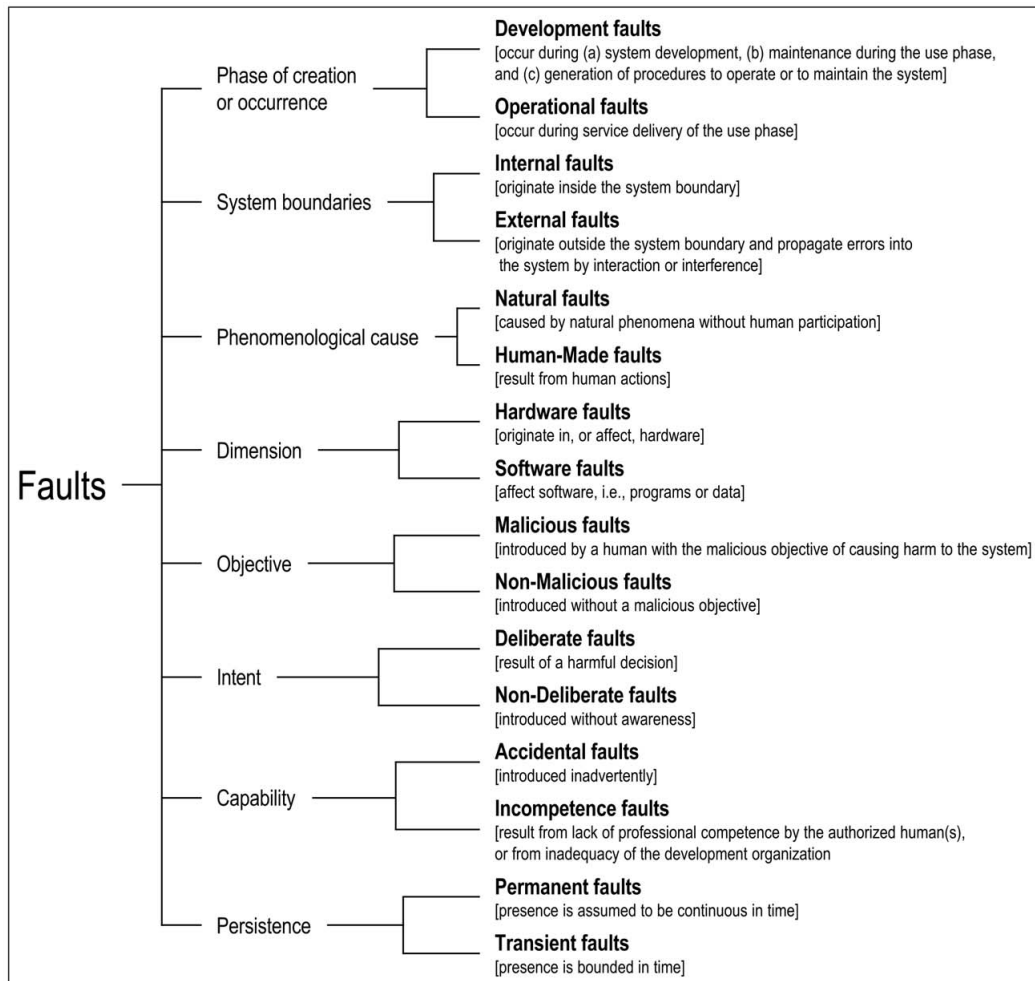 Faults
Phase of creation
or occurrence
Development faults
[occur during (a) system development, (b) maintenance during the use phase,
and (c) generation of procedures to operate or to maintain the system]
Operational faults
[occur during service delivery of the use phase]
System boundaries
Internal faults
[originate inside the system boundary]
External faults
[originate outside the system boundary and propagate errors into
the system by interaction or interference]
Phenomenological cause
Natural faults
[caused by natural phenomena without human participation]
Human-Made faults
[result from human actions]
Dimension
Hardware faults
[originate in, or affect, hardware]
Software faults
[affect software, i.e., programs or data]
Objective
Malicious faults
[introduced by a human with the malicious objective of causing harm to the system]
Non-Malicious faults
[introduced without a malicious objective]
Intent
Deliberate faults
[result of a harmful decision]
Non-Deliberate faults
[introduced without awareness]
Capability
Accidental faults
[introduced inadvertently]
Incompetence faults
[result from lack of professional competence by the authorized human(s),
or from inadequacy of the development organization
Persistence
Permanent faults
[presence is assumed to be continuous in time]
Transient faults
[presence is bounded in time]